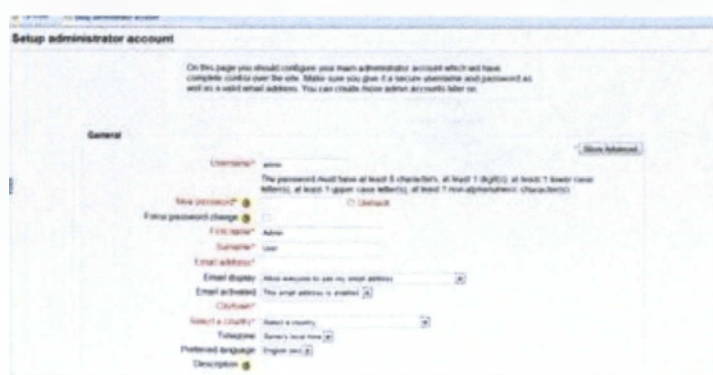 Setup administrator account
Setup administrator account
On this page you should configure your main administrator account which will have
complete control over the site. Make sure you give it a secure username and password as
well as a valid email address. You can create more admin accounts later on.
General
Show Advanced
Username* admin
The password must have at least 8 characters, at least 1 digit(s), at least 1 lower case
letter(s), at least 1 upper case letter(s), at least 1 non-alphanumeric character(s)
New password* Unmask
Force password change
First name* Admin
Surname* User
Email address*
Email display Allow everyone to see my email address
Email activated This email address is enabled
City/town*
Select a country* Select a country
Timezone Server's local time
Preferred language English (en)
Description